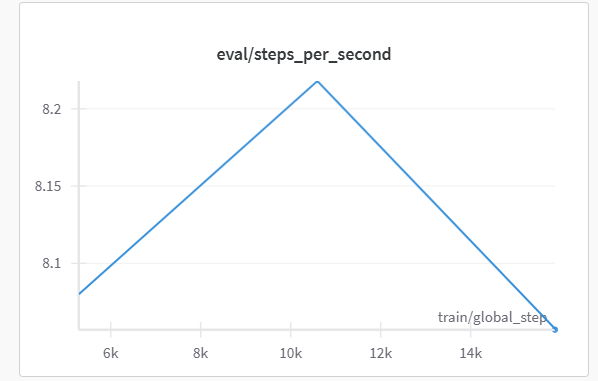 eval/steps_per_second
8.2
8.15
8.1
train/global_step
6k 8k 10k 12k 14k